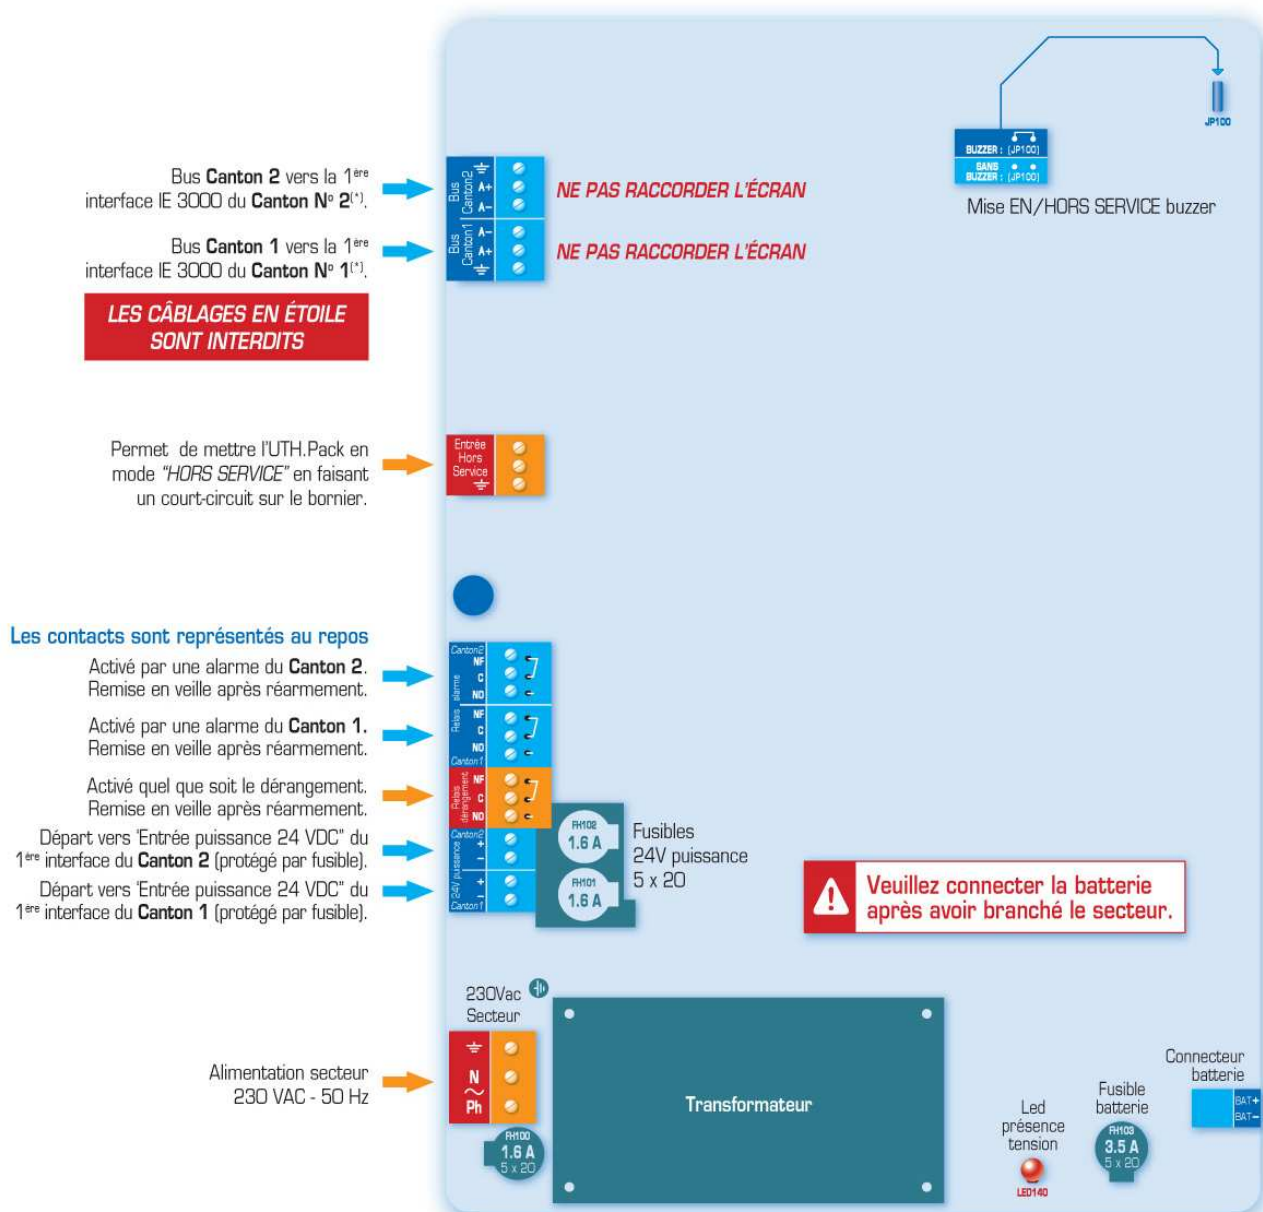 JP100
BUZZER : (JP100)
SANS
BUZZER : (JP100)
Mise EN/HORS SERVICE buzzer
Bus Canton 2 vers la 1ère
interface IE 3000 du Canton Nº 2(*).
Bus
Canton2
A+
A-
NE PAS RACCORDER L'ÉCRAN
Bus Canton 1 vers la 1ère
interface IE 3000 du Canton Nº 1(*).
Bus
Canton1
A-
A+
NE PAS RACCORDER L'ÉCRAN
LES CÂBLAGES EN ÉTOILE
SONT INTERDITS
Permet de mettre l'UTH.Pack en
mode "HORS SERVICE" en faisant
un court-circuit sur le bornier.
Entrée
Hors
Service
Les contacts sont représentés au repos
Activé par une alarme du Canton 2.
Remise en veille après réarmement.
Activé par une alarme du Canton 1.
Remise en veille après réarmement.
Relais alarme
Canton2
NF
C
NO
NF
C
NO
Canton1
Activé quel que soit le dérangement.
Remise en veille après réarmement.
Relais
dérangement
NF
C
NO
Départ vers "Entrée puissance 24 VDC" du
1ère interface du Canton 2 (protégé par fusible).
Départ vers "Entrée puissance 24 VDC" du
1ère interface du Canton 1 (protégé par fusible).
24V puissance
Canton2
+
-
+
-
Canton1
FH102
1.6 A
FH101
1.6 A
Fusibles
24V puissance
5 x 20
Veuillez connecter la batterie
après avoir branché le secteur.
230Vac
Secteur
Alimentation secteur
230 VAC - 50 Hz
N
~
Ph
FH100
1.6 A
5 x 20
Transformateur
Led
présence
tension
LED140
Fusible
batterie
FH103
3.5 A
5 x 20
Connecteur
batterie
BAT+
BAT-